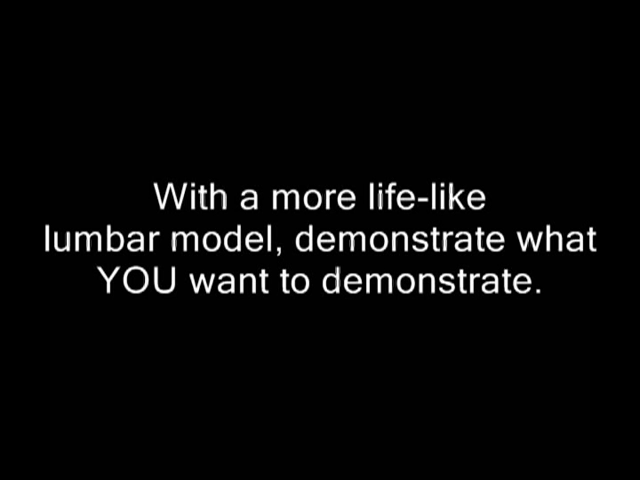 With a more life-like
lumbar model, demonstrate what
YOU want to demonstrate.